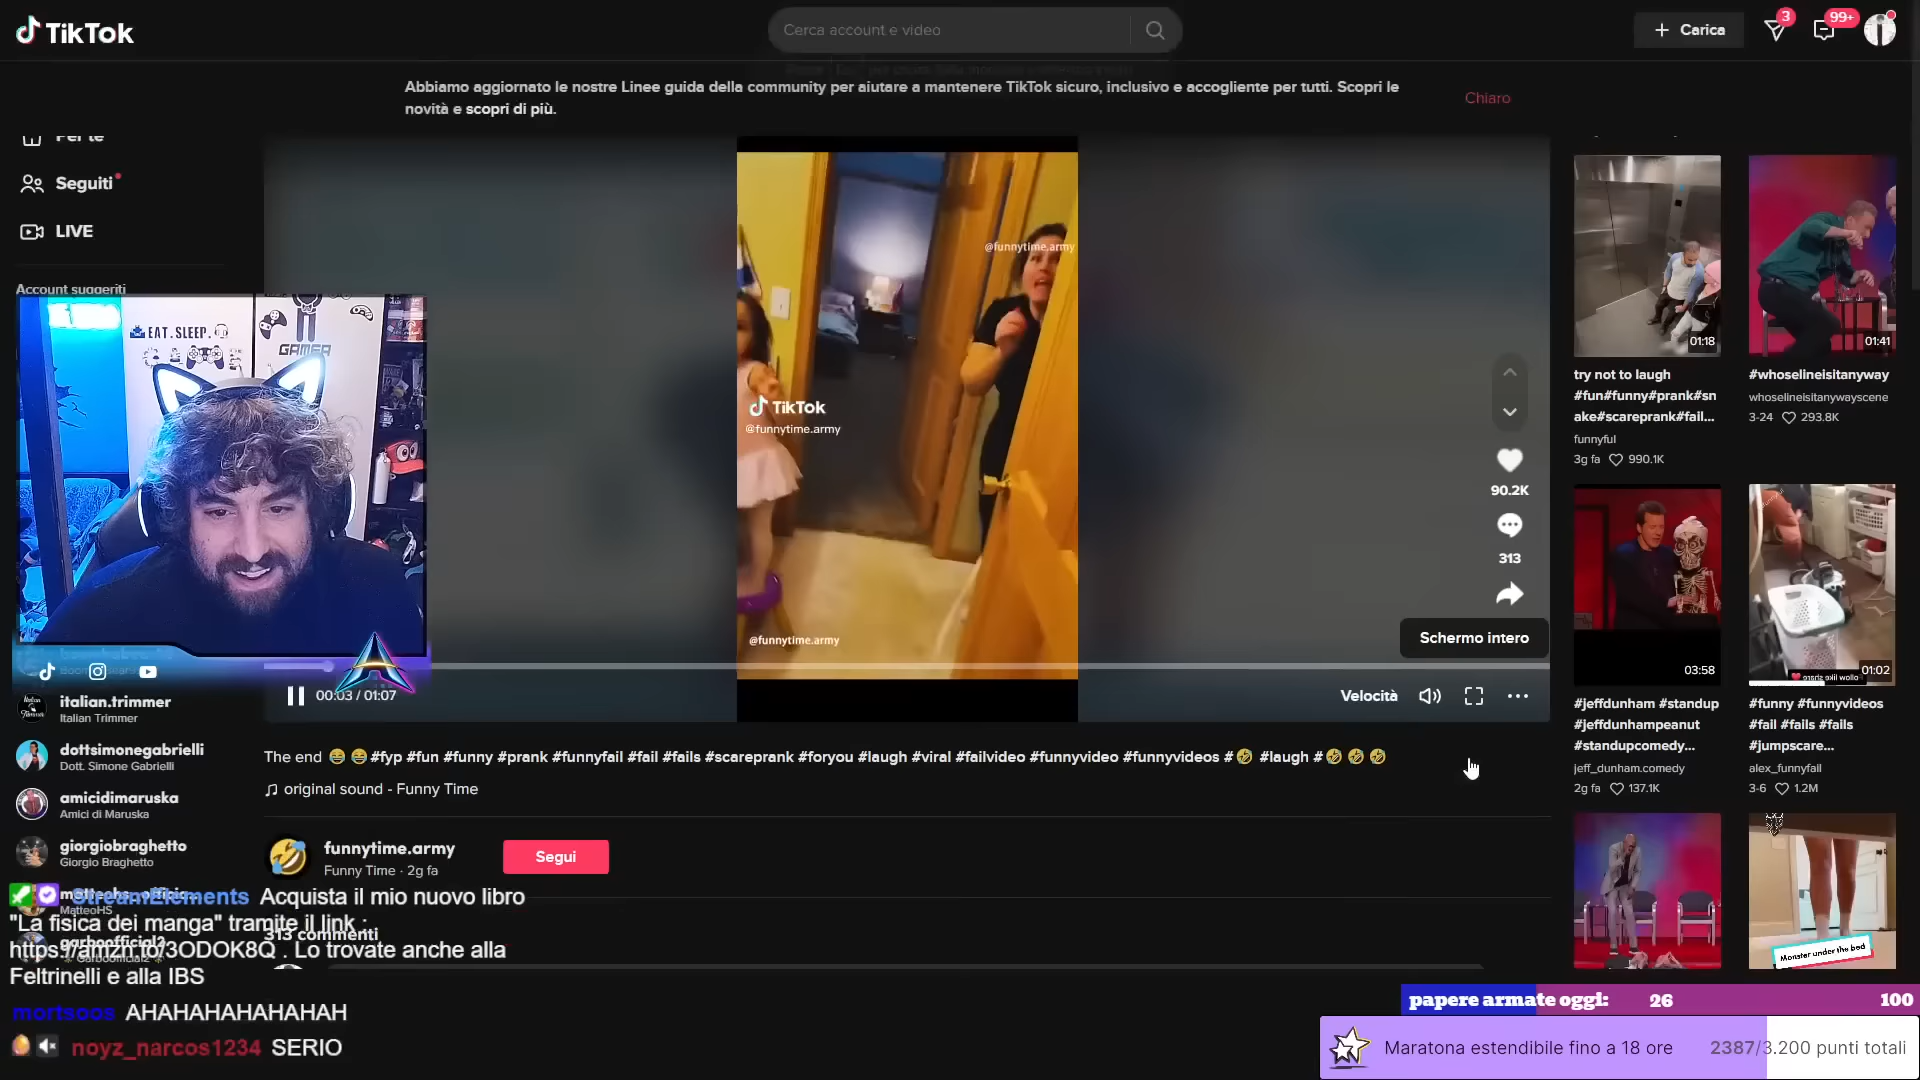 TikTok
Cerca account e video
Carica
3
99+
Abbiamo aggiornato le nostre Linee guida della community per aiutare a mantenere TikTok sicuro, inclusivo e accogliente per tutti. Scopri le
novità e scopri di più.
Chiaro
Per te
Seguiti
LIVE
Account suggeriti
EAT.SLEEP.
GAMER
italian.trimmer
Italian Trimmer
dottsimonegabrielli
Dott. Simone Gabrielli
amicidimaruska
Amici di Maruska
giorgiobraghetto
Giorgio Braghetto
MatteoHS
garboofficial2
Garboofficial2
@funnytime.army
TikTok
@funnytime.army
@funnytime.army
90.2K
313
Schermo intero
00:03 / 01:07
Velocità
The end 😂 😂 #fyp #fun #funny #prank #funnyfail #fail #fails #scareprank #foryou #laugh #viral #failvideo #funnyvideo #funnyvideos #🤣 #laugh #🤣 🤣 🤣
original sound - Funny Time
funnytime.army
Funny Time · 2g fa
Segui
313 commenti
StreamElements Acquista il mio nuovo libro
"La fisica dei manga" tramite il link :
https://amzn.to/3ODOK8Q . Lo trovate anche alla
Feltrinelli e alla IBS
mortsoos AHAHAHAHAHAHAH
noyz_narcos1234 SERIO
01:18
try not to laugh
#fun#funny#prank#sn
ake#scareprank#fail...
funnyful
3g fa 990.1K
01:41
#whoselineisitanyway
whoselineisitanywayscene
3-24 293.8K
03:58
#jeffdunham #standup
#jeffdunhampeanut
#standupcomedy...
jeff_dunham.comedy
2g fa 137.1K
01:02
#funny #funnyvideos
#fail #fails #fails
#jumpscare...
alex_funnyfall
3-6 1.2M
Monster under the bed
papere armate oggi: 26 100
Maratona estendibile fino a 18 ore 2387/3.200 punti totali